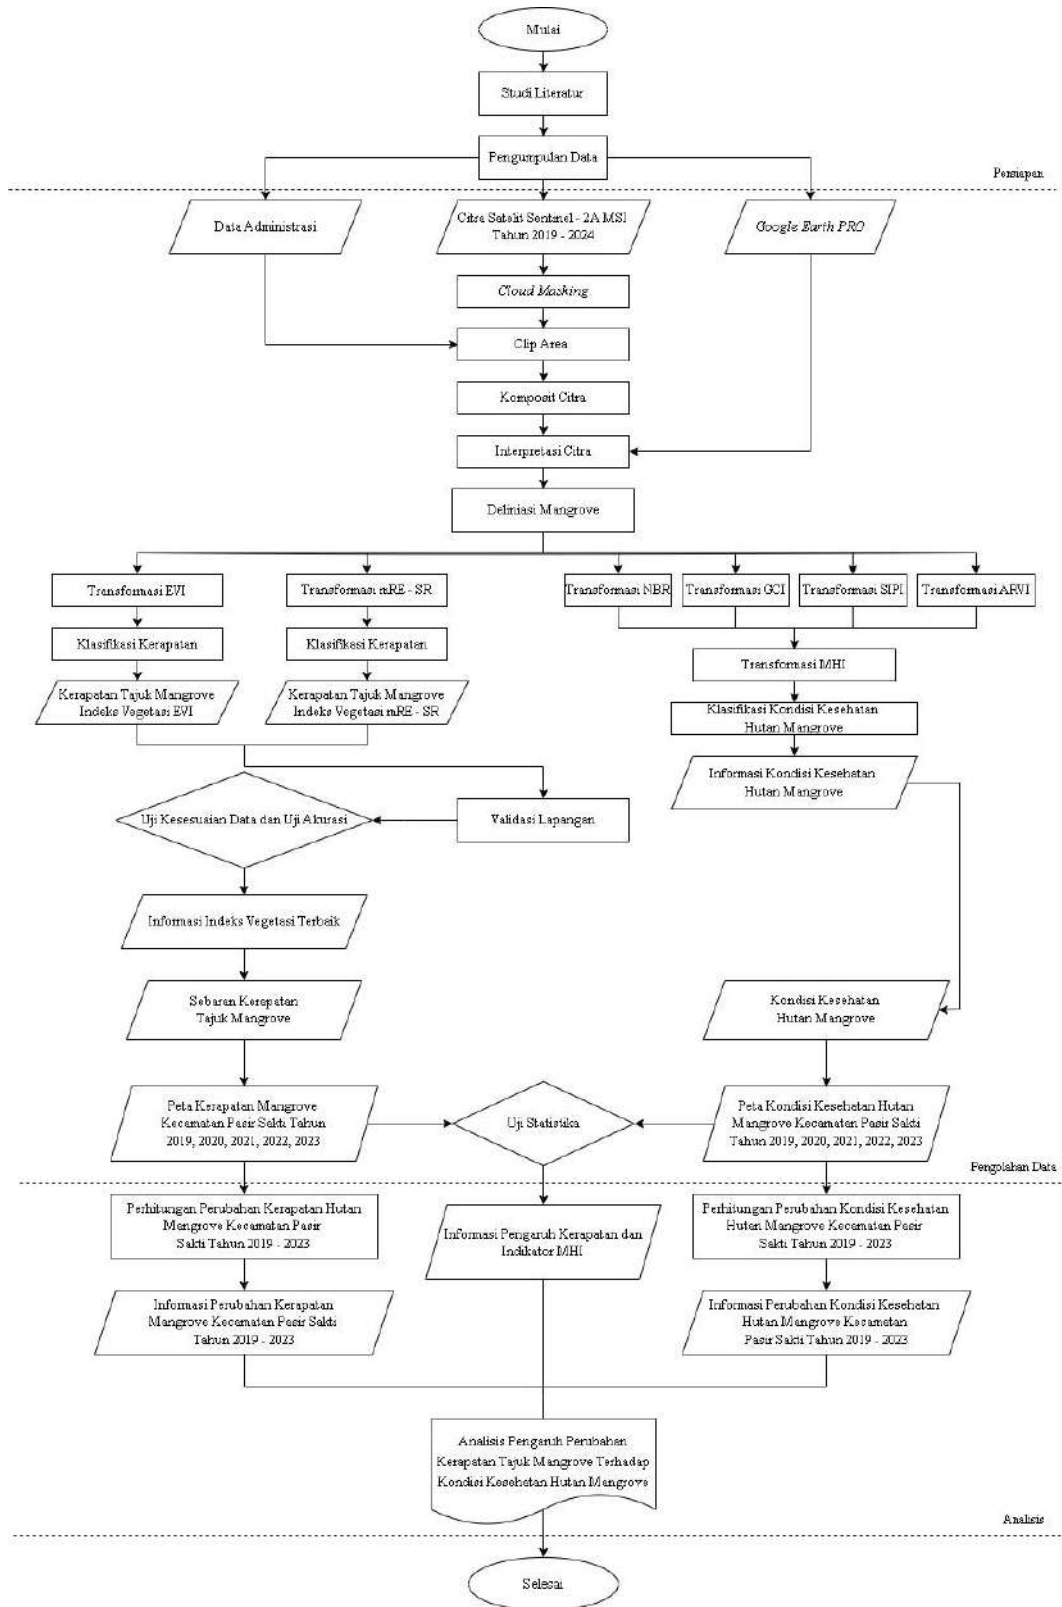 Mulai
Studi Literatur
Pengumpulan Data
Persiapan
Data Administrasi
Citra Satelit Sentinel - 2A MSI
Tahun 2019 - 2024
Google Earth PRO
Cloud Masking
Clip Area
Komposit Citra
Interpretasi Citra
Deliniasi Mangrove
Transformasi EVI
Transformasi mRE - SR
Transformasi NBR
Transformasi GCI
Transformasi SIPI
Transformasi ARVI
Klasifikasi Kerapatan
Klasifikasi Kerapatan
Transformasi MHI
Kerapatan Tajuk Mangrove
Indeks Vegetasi EVI
Kerapatan Tajuk Mangrove
Indeks Vegetasi mRE - SR
Klasifikasi Kondisi Kesehatan
Hutan Mangrove
Informasi Kondisi Kesehatan
Hutan Mangrove
Uji Kesesuaian Data dan Uji Akurasi
Validasi Lapangan
Informasi Indeks Vegetasi Terbaik
Sebaran Kerapatan
Tajuk Mangrove
Kondisi Kesehatan
Hutan Mangrove
Peta Kerapatan Mangrove
Kecamatan Pasir Sakti Tahun
2019, 2020, 2021, 2022, 2023
Uji Statistika
Peta Kondisi Kesehatan Hutan
Mangrove Kecamatan Pasir Sakti
Tahun 2019, 2020, 2021, 2022, 2023
Pengolahan Data
Perhitungan Perubahan Kerapatan Hutan
Mangrove Kecamatan Pasir
Sakti Tahun 2019 - 2023
Informasi Pengaruh Kerapatan dan
Indikator MHI
Perhitungan Perubahan Kondisi Kesehatan
Hutan Mangrove Kecamatan Pasir
Sakti Tahun 2019 - 2023
Informasi Perubahan Kerapatan
Mangrove Kecamatan Pasir Sakti
Tahun 2019 - 2023
Informasi Perubahan Kondisi Kesehatan
Hutan Mangrove Kecamatan
Pasir Sakti Tahun 2019 - 2023
Analisis Pengaruh Perubahan
Kerapatan Tajuk Mangrove Terhadap
Kondisi Kesehatan Hutan Mangrove
Analisis
Selesai